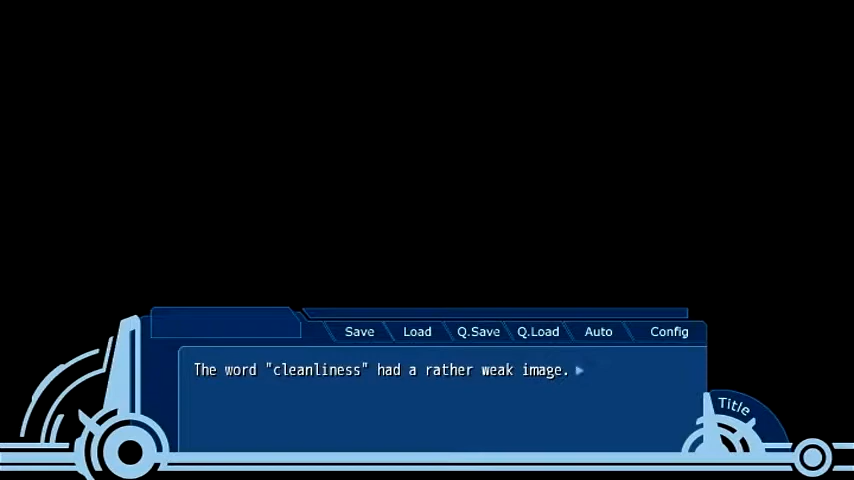 Save Load Q.Save Q.Load Auto Config
The word "cleanliness" had a rather weak image.
Title